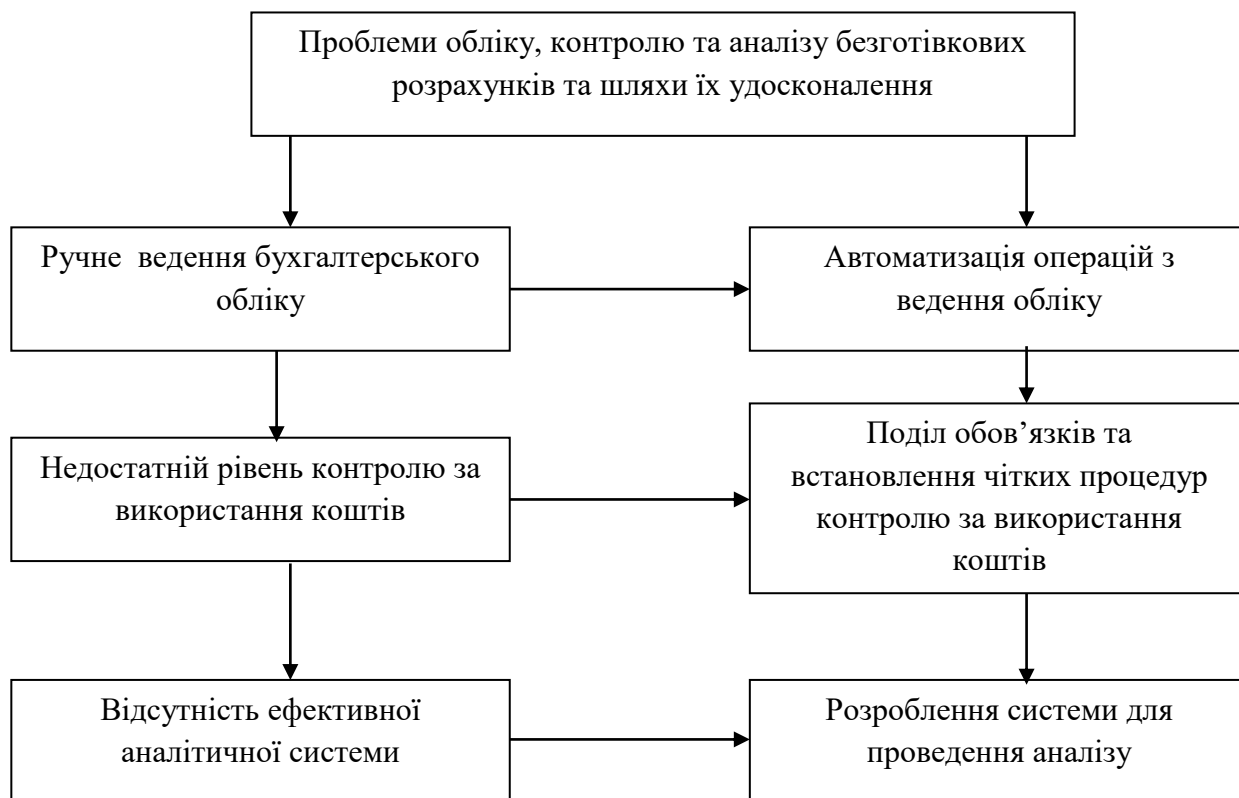 Проблеми обліку, контролю та аналізу безготівкових
розрахунків та шляхи їх удосконалення
Ручне  ведення бухгалтерського
обліку
Автоматизація операцій з
ведення обліку
Недостатній рівень контролю за
використання коштів
Поділ обов’язків та
встановлення чітких процедур
контролю за використання
коштів
Відсутність ефективної
аналітичної системи
Розроблення системи для
проведення аналізу